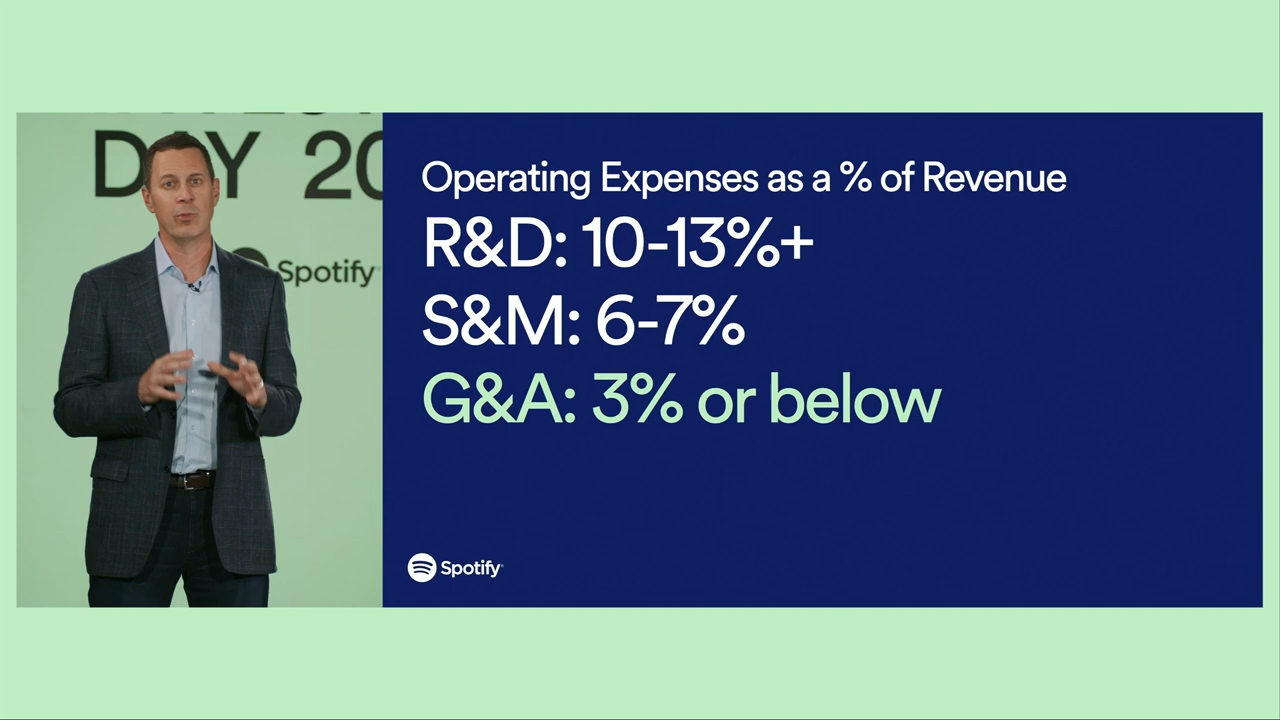 DAY 20
Spotify
Operating Expenses as a % of Revenue
R&D: 10-13%+
S&M: 6-7%
G&A: 3% or below
Spotify